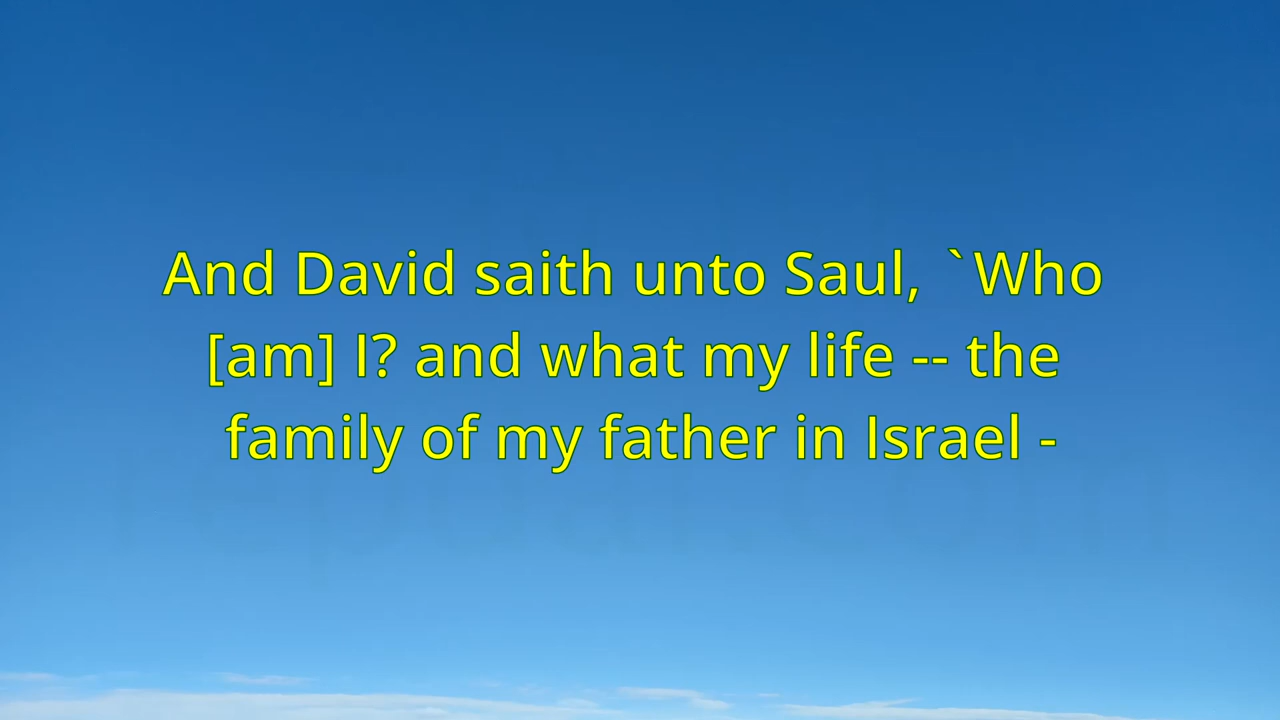 And David saith unto Saul, `Who
[am] I? and what my life -- the
family of my father in Israel -